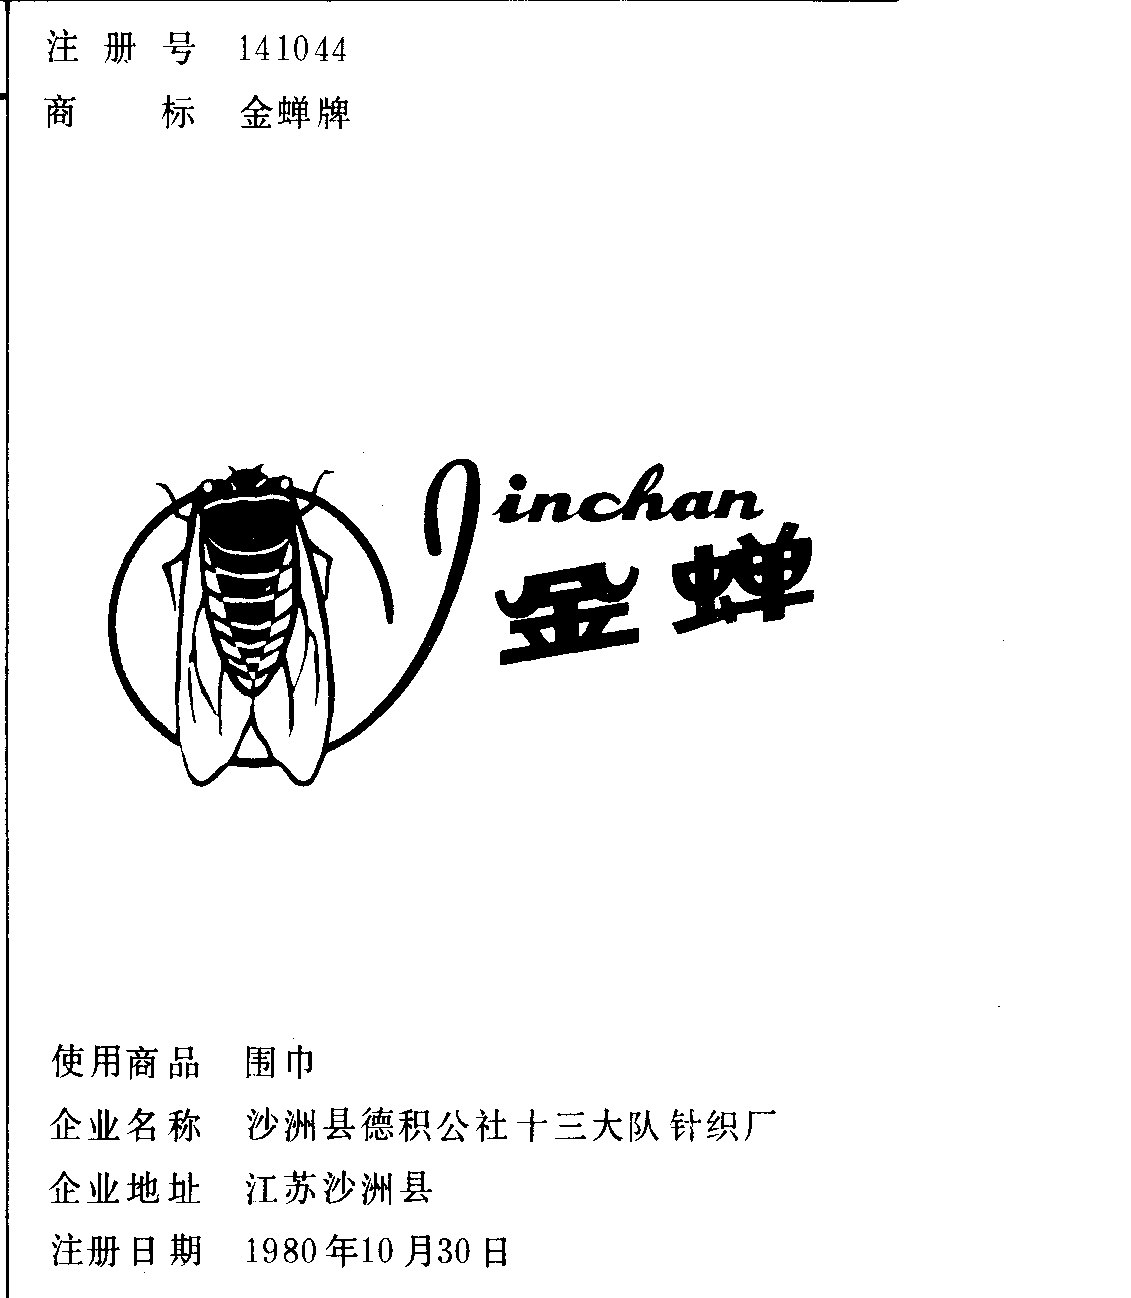 注册号 141044
商标 金蝉牌
Jinchan
金蝉
使用商品 围巾
企业名称 沙洲县德积公社十三大队针织厂
企业地址 江苏沙洲县
注册日期 1980年10月30日